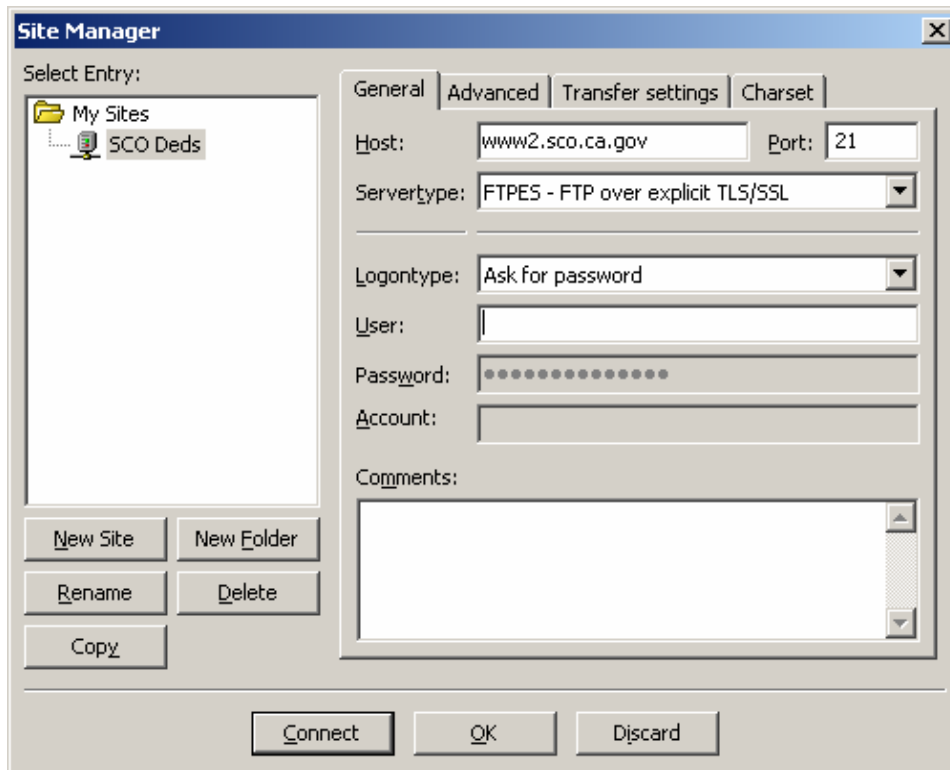 Site Manager
Select Entry:
My Sites
SCO Deds
New Site
New Folder
Rename
Delete
Copy
General
Advanced
Transfer settings
Charset
Host:
www2.sco.ca.gov
Port:
21
Servertype:
FTPES - FTP over explicit TLS/SSL
Logontype:
Ask for password
User:
Password:
●●●●●●●●●●●●●●
Account:
Comments:
Connect
OK
Discard